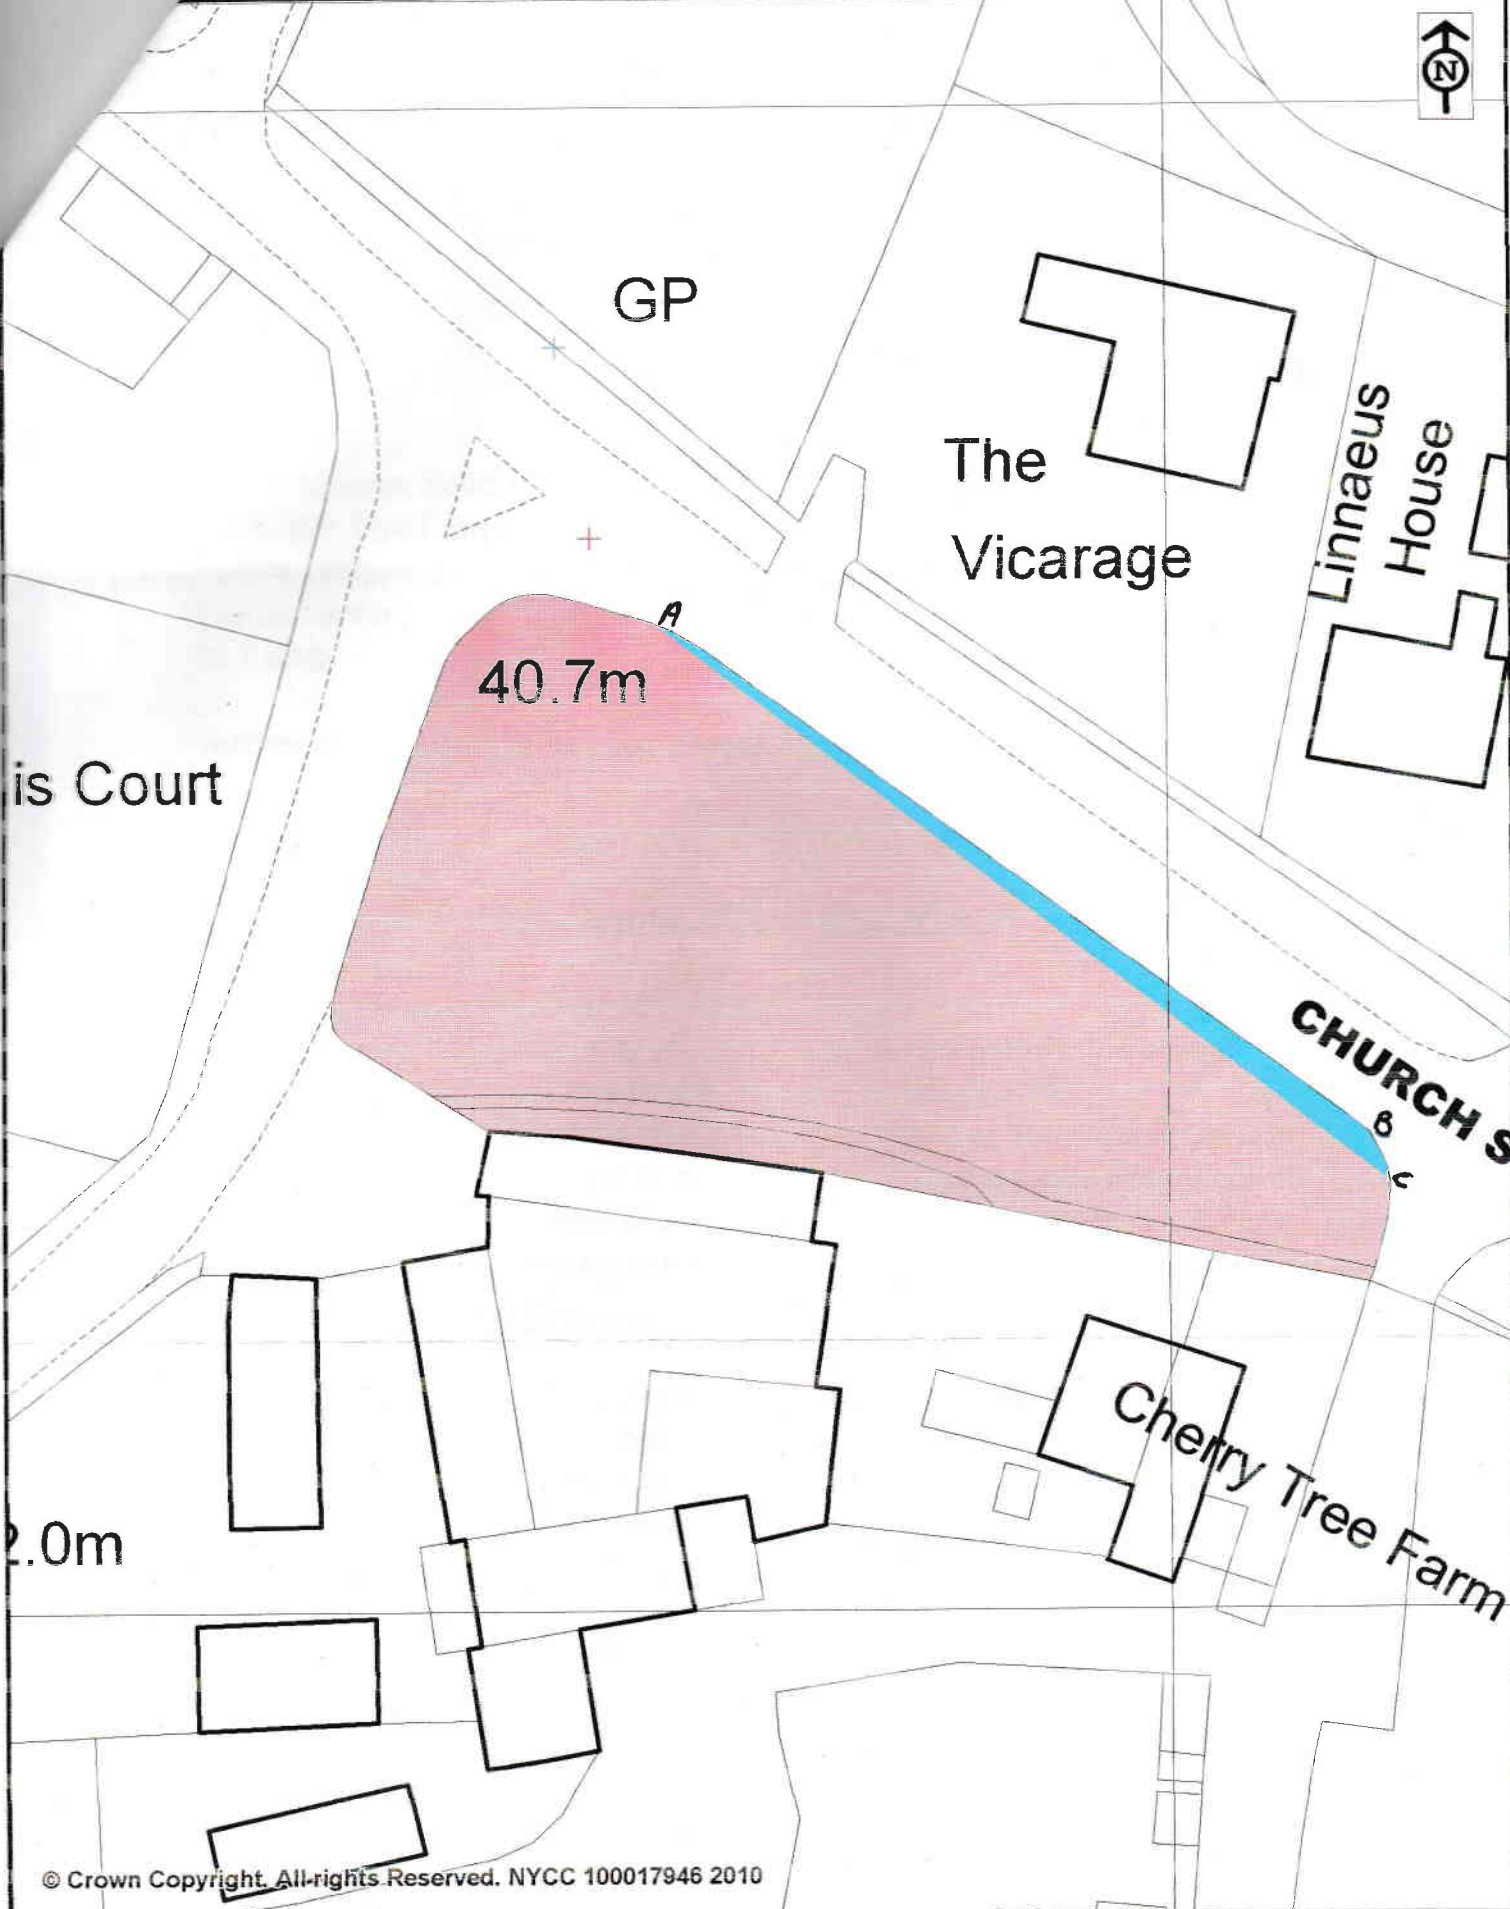 N
GP
The
Vicarage
Linnaeus
House
A
40.7m
is Court
CHURCH S
B
C
Cherry Tree Farm
2.0m
© Crown Copyright. All rights Reserved. NYCC 100017946 2010